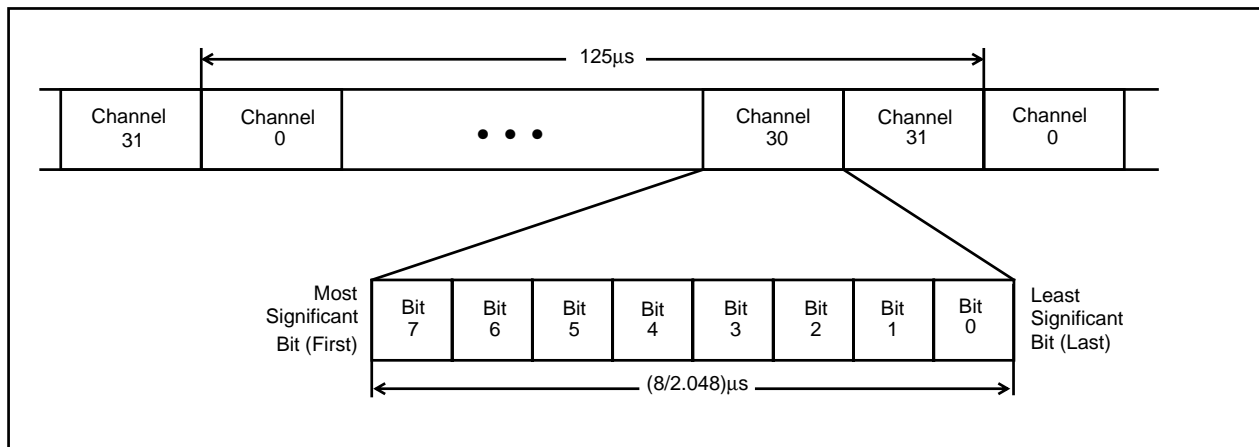 125μs
Channel
31
Channel
0
• • •
Channel
30
Channel
31
Channel
0
Most
Significant
Bit (First)
Bit
7
Bit
6
Bit
5
Bit
4
Bit
3
Bit
2
Bit
1
Bit
0
Least
Significant
Bit (Last)
(8/2.048)μs